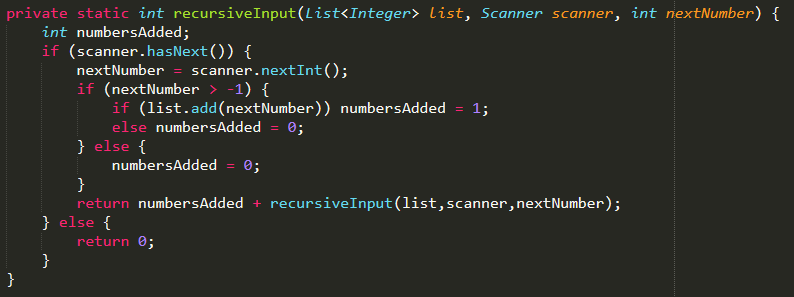 private static int recursiveInput(List<Integer> list, Scanner scanner, int nextNumber) {
    int numbersAdded;
    if (scanner.hasNext()) {
        nextNumber = scanner.nextInt();
        if (nextNumber > -1) {
            if (list.add(nextNumber)) numbersAdded = 1;
            else numbersAdded = 0;
        } else {
            numbersAdded = 0;
        }
        return numbersAdded + recursiveInput(list,scanner,nextNumber);
    } else {
        return 0;
    }
}